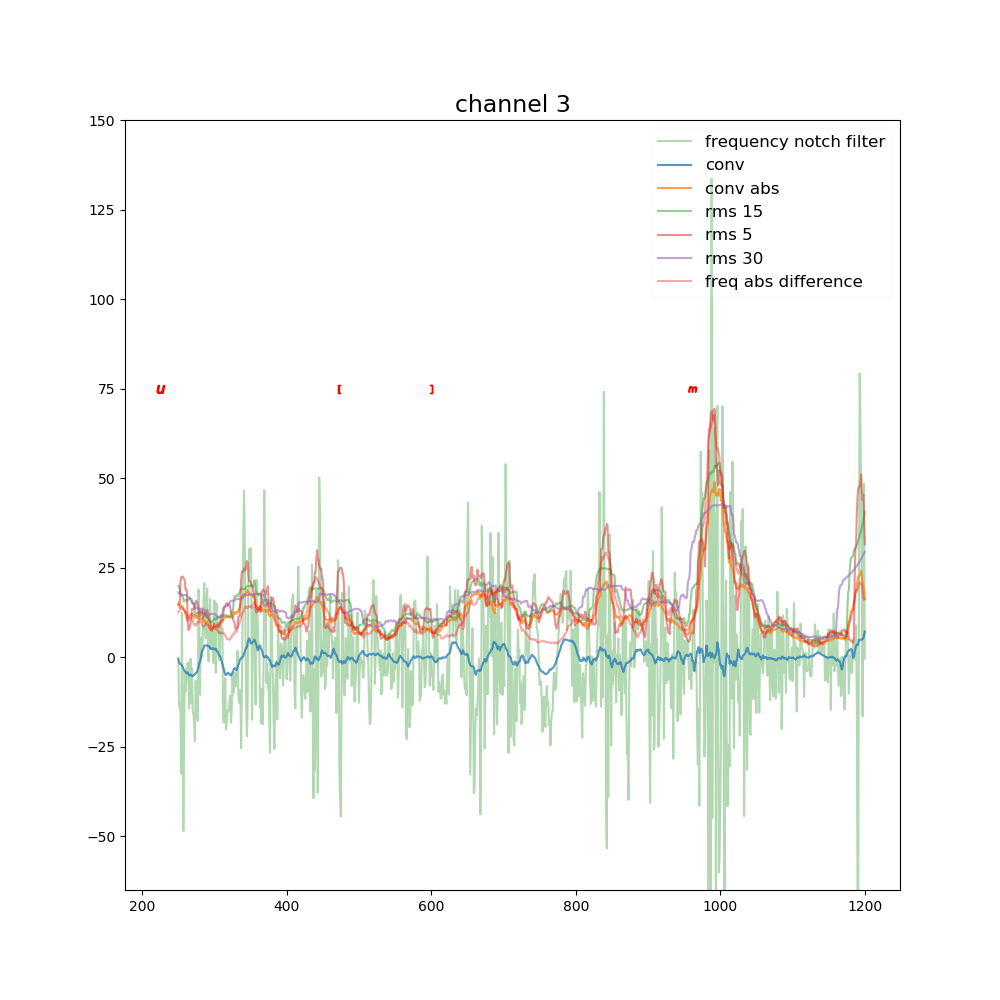 channel 3
150
125
100
75
50
25
0
−25
−50
frequency notch filter
conv
conv abs
rms 15
rms 5
rms 30
freq abs difference
u [ ] m
200 400 600 800 1000 1200